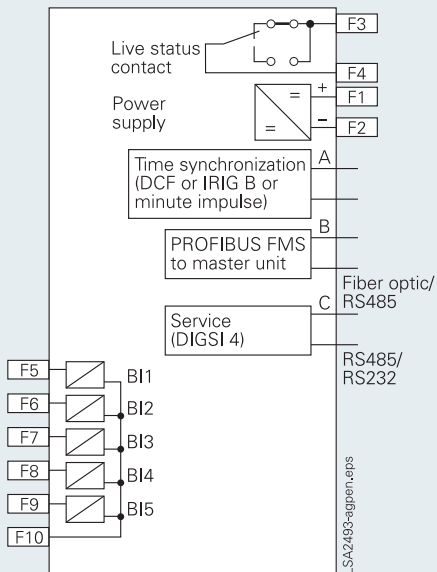 Live status
contact
F3
F4
Power
supply
=
=
+
−
F1
F2
Time synchronization
(DCF or IRIG B or
minute impulse)
A
PROFIBUS FMS
to master unit
B
Fiber optic/
RS485
Service
(DIGSI 4)
C
RS485/
RS232
F5
BI1
F6
BI2
F7
BI3
F8
BI4
F9
BI5
F10
LSA2493-agpen.eps